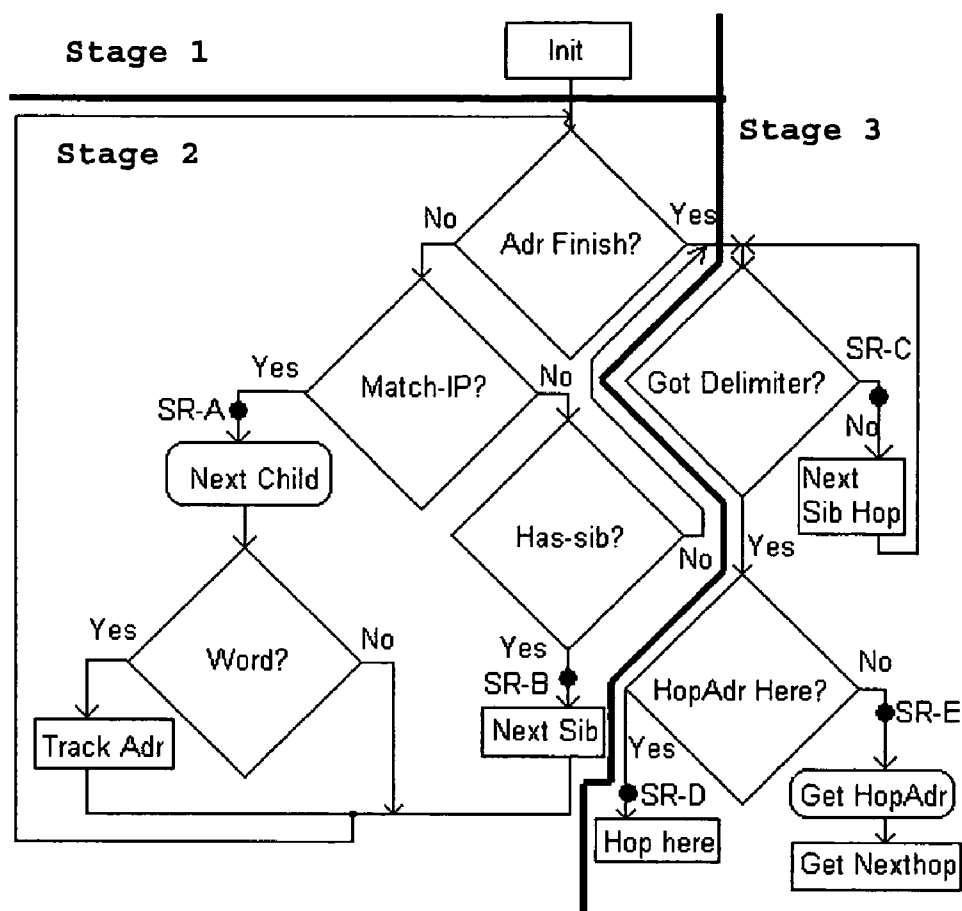 Stage 1
Init
Stage 2
Stage 3
No
Adr Finish?
Yes
Yes
Match-IP?
No
Got Delimiter?
SR-C
SR-A
No
Next Child
Next
Sib Hop
Has-sib?
No
Yes
Yes
Word?
No
Yes
SR-B
HopAdr Here?
No
Track Adr
Next Sib
Yes
SR-E
SR-D
Get HopAdr
Hop here
Get Nexthop